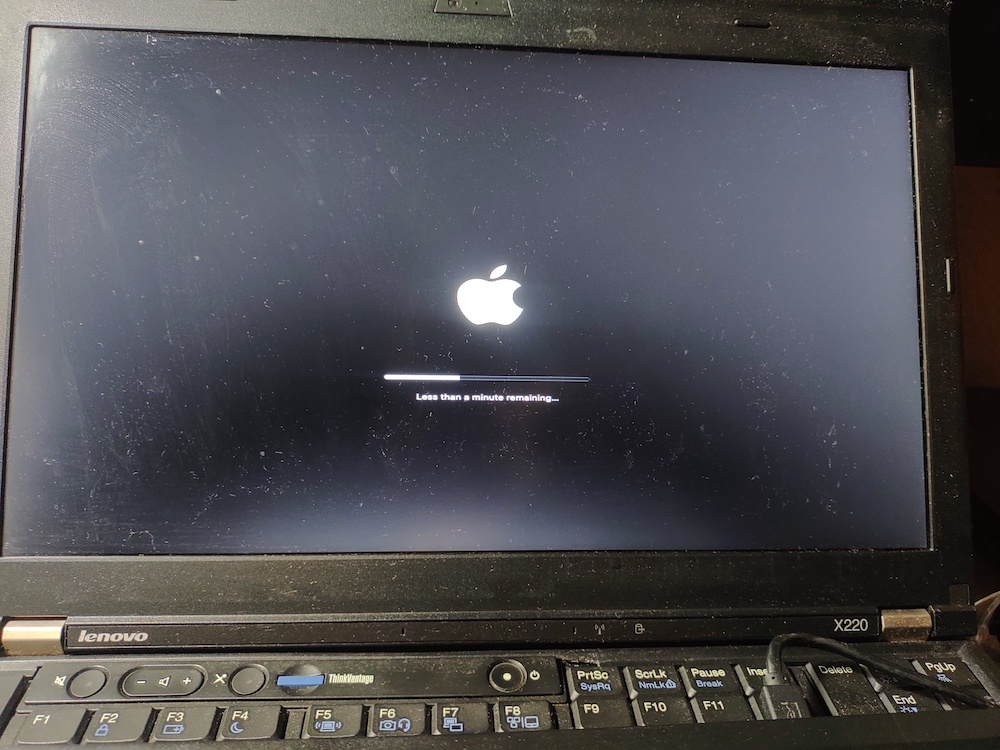 Less than a minute remaining...
lenovo
X220
ThinkVantage
PrtSc
SysRq
ScrLk
NmLk
Pause
Break
Delete
PgUp
End
F1
F2
F3
F4
F5
F6
F7
F8
F9
F10
F11